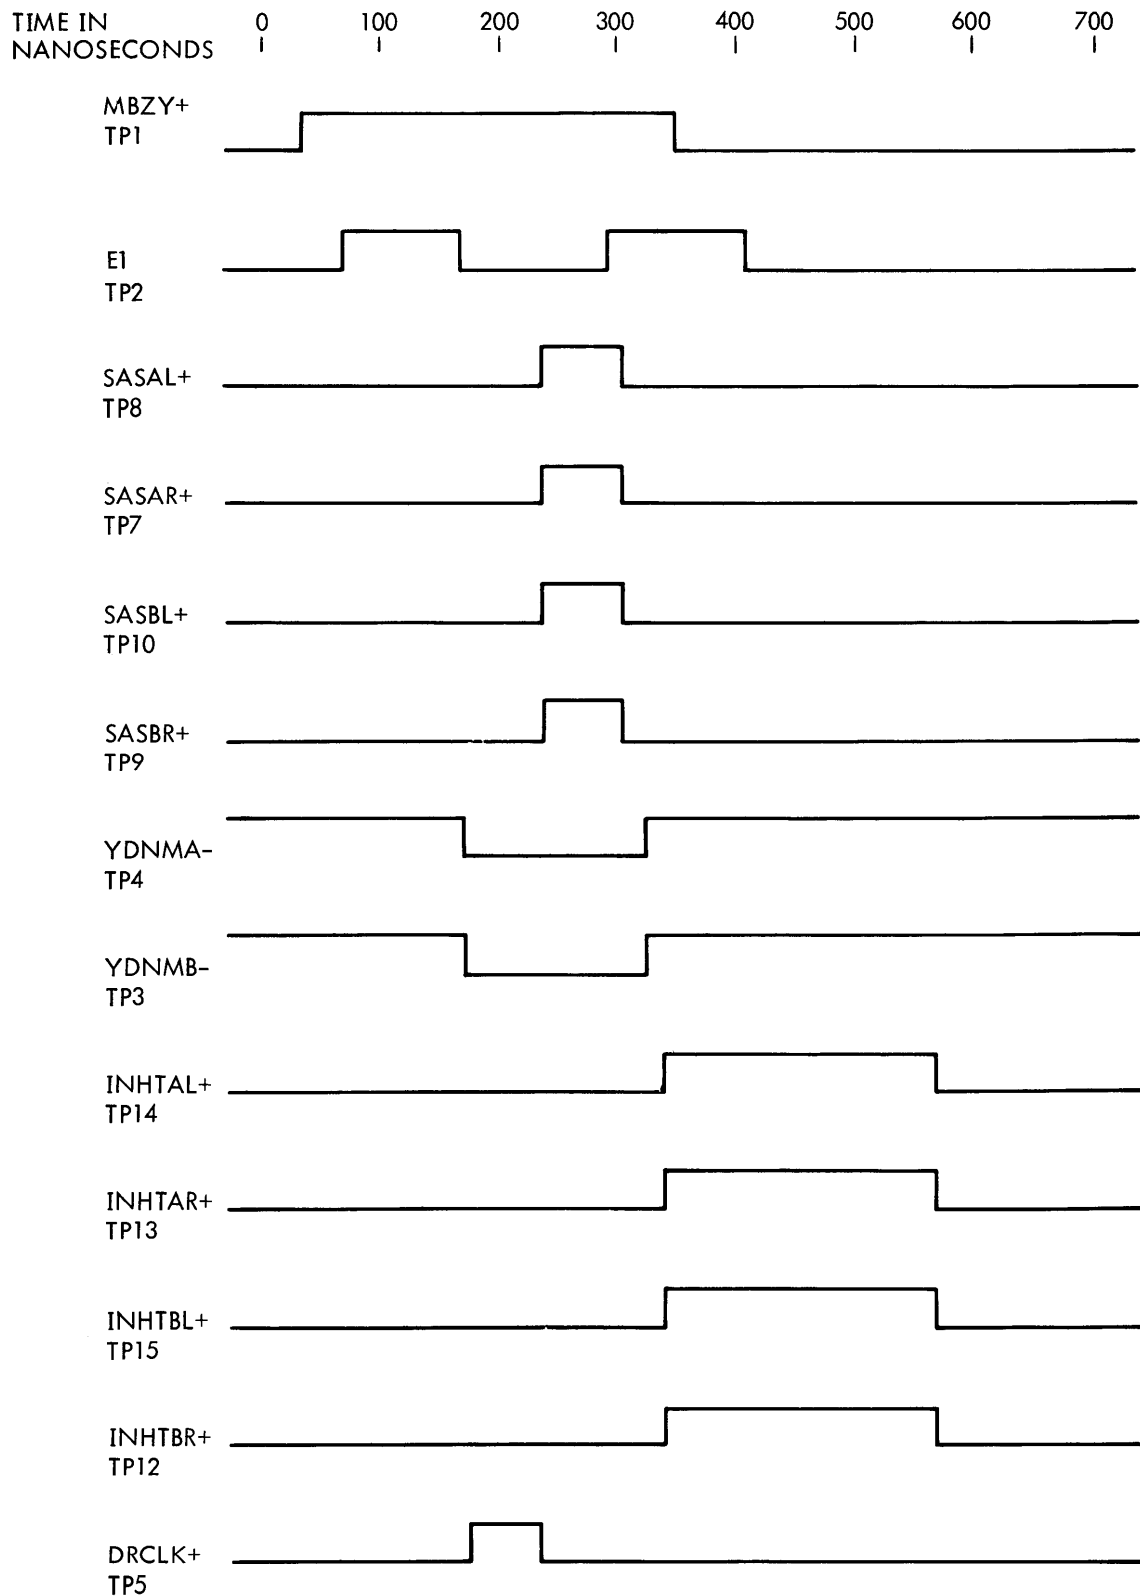 TIME IN 0 100 200 300 400 500 600 700
NANOSECONDS
MBZY+
TP1
E1
TP2
SASAL+
TP8
SASAR+
TP7
SASBL+
TP10
SASBR+
TP9
YDNMA-
TP4
YDNMB-
TP3
INHTAL+
TP14
INHTAR+
TP13
INHTBL+
TP15
INHTBR+
TP12
DRCLK+
TP5